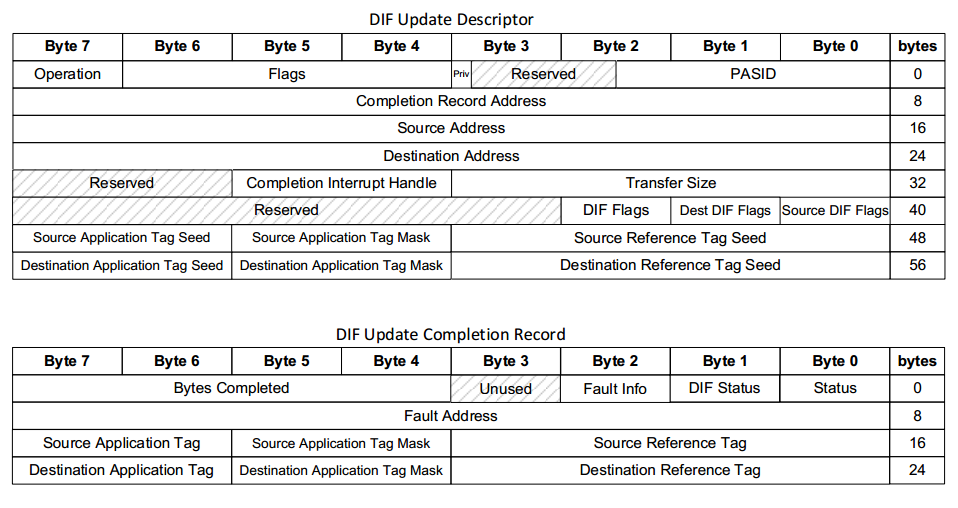 DIF Update Descriptor
Byte 7 Byte 6 Byte 5 Byte 4 Byte 3 Byte 2 Byte 1 Byte 0 bytes
Operation Flags Priv Reserved PASID 0
Completion Record Address 8
Source Address 16
Destination Address 24
Reserved Completion Interrupt Handle Transfer Size 32
Reserved DIF Flags Dest DIF Flags Source DIF Flags 40
Source Application Tag Seed Source Application Tag Mask Source Reference Tag Seed 48
Destination Application Tag Seed Destination Application Tag Mask Destination Reference Tag Seed 56
DIF Update Completion Record
Byte 7 Byte 6 Byte 5 Byte 4 Byte 3 Byte 2 Byte 1 Byte 0 bytes
Bytes Completed Unused Fault Info DIF Status Status 0
Fault Address 8
Source Application Tag Source Application Tag Mask Source Reference Tag 16
Destination Application Tag Destination Application Tag Mask Destination Reference Tag 24